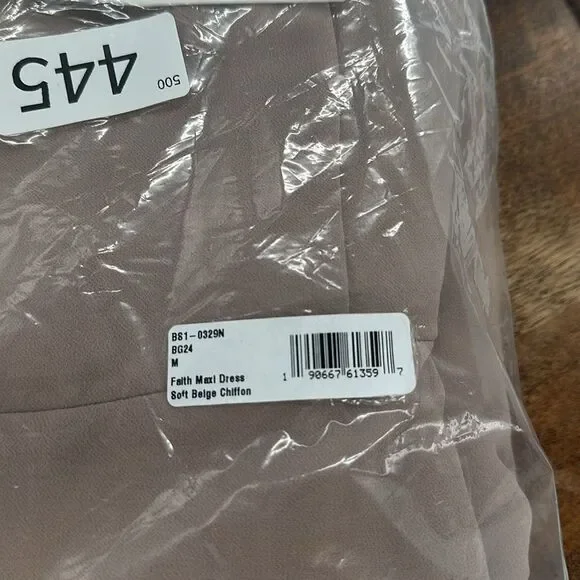 445
500
BS1-0329N
BG24
M
Faith Maxi Dress
Soft Beige Chiffon
1 90667 61359 7